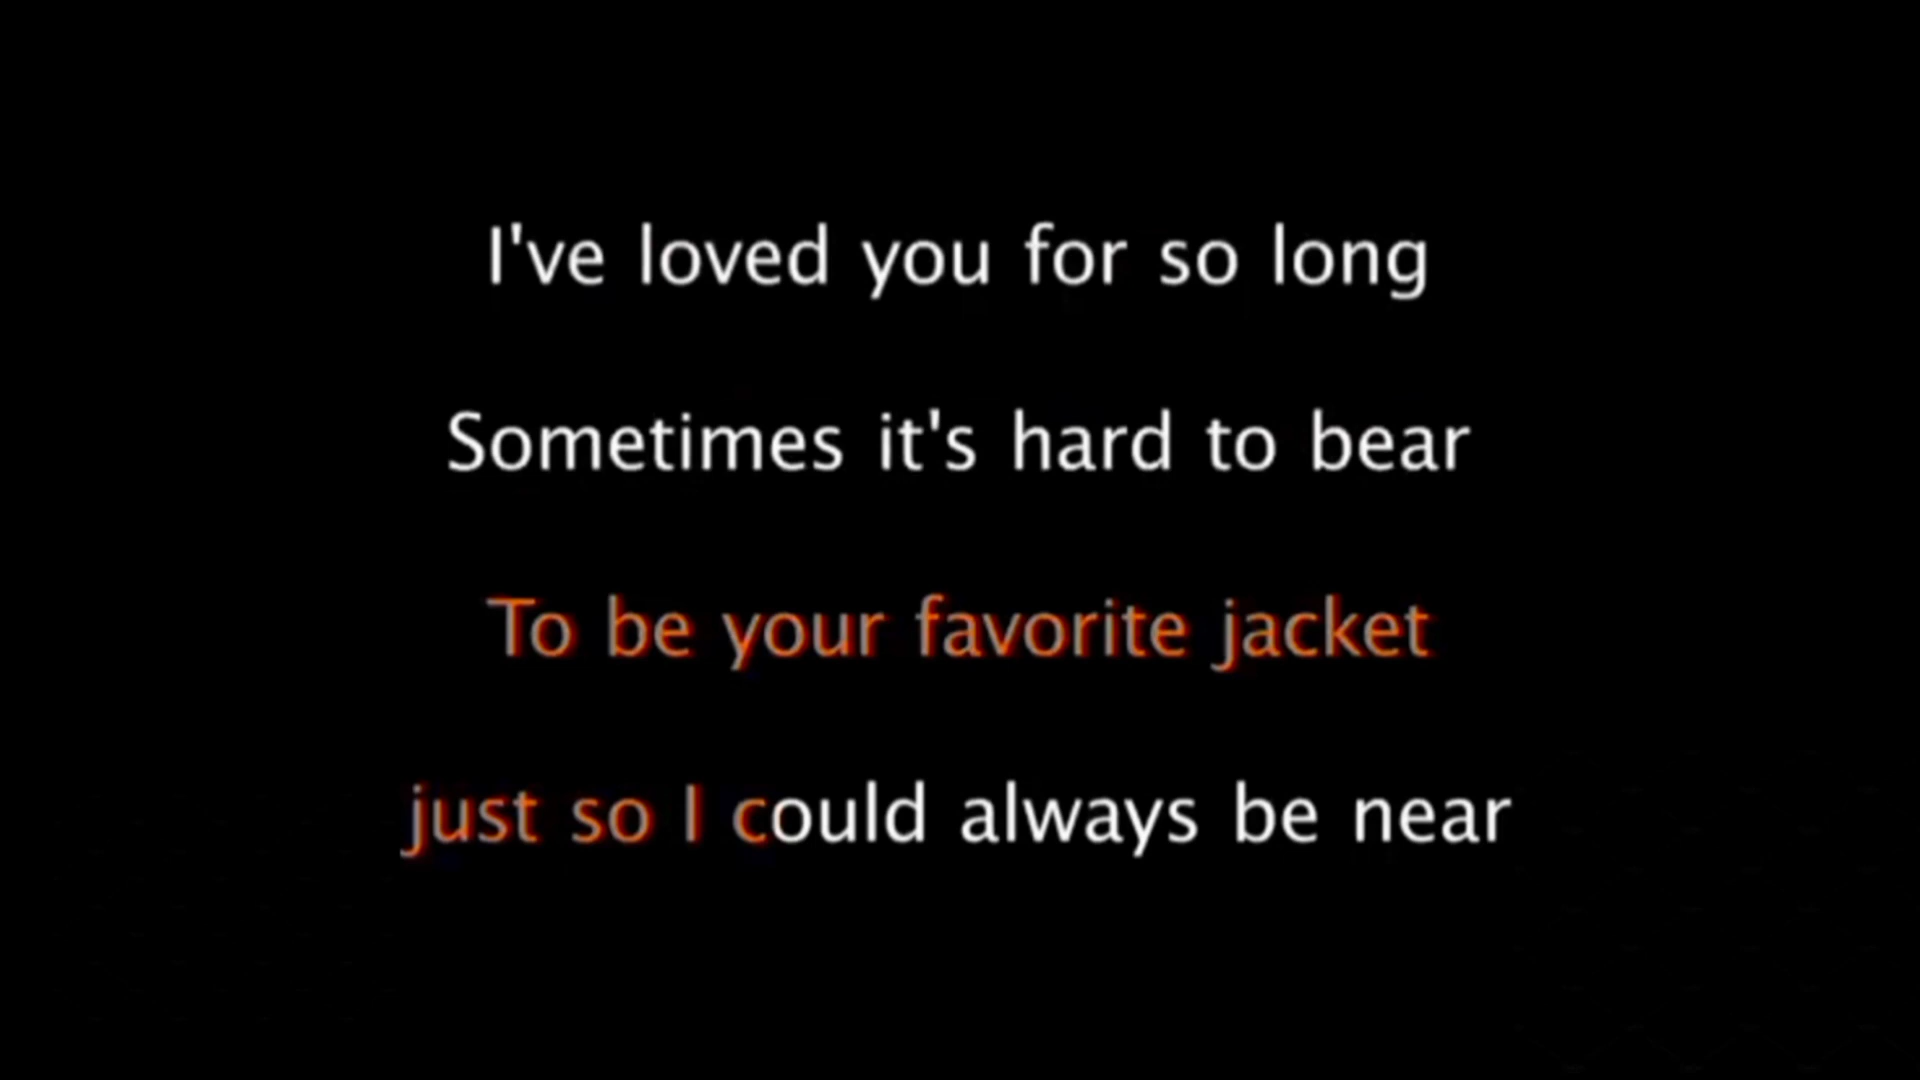 I've loved you for so long
Sometimes it's hard to bear
To be your favorite jacket
just so I could always be near